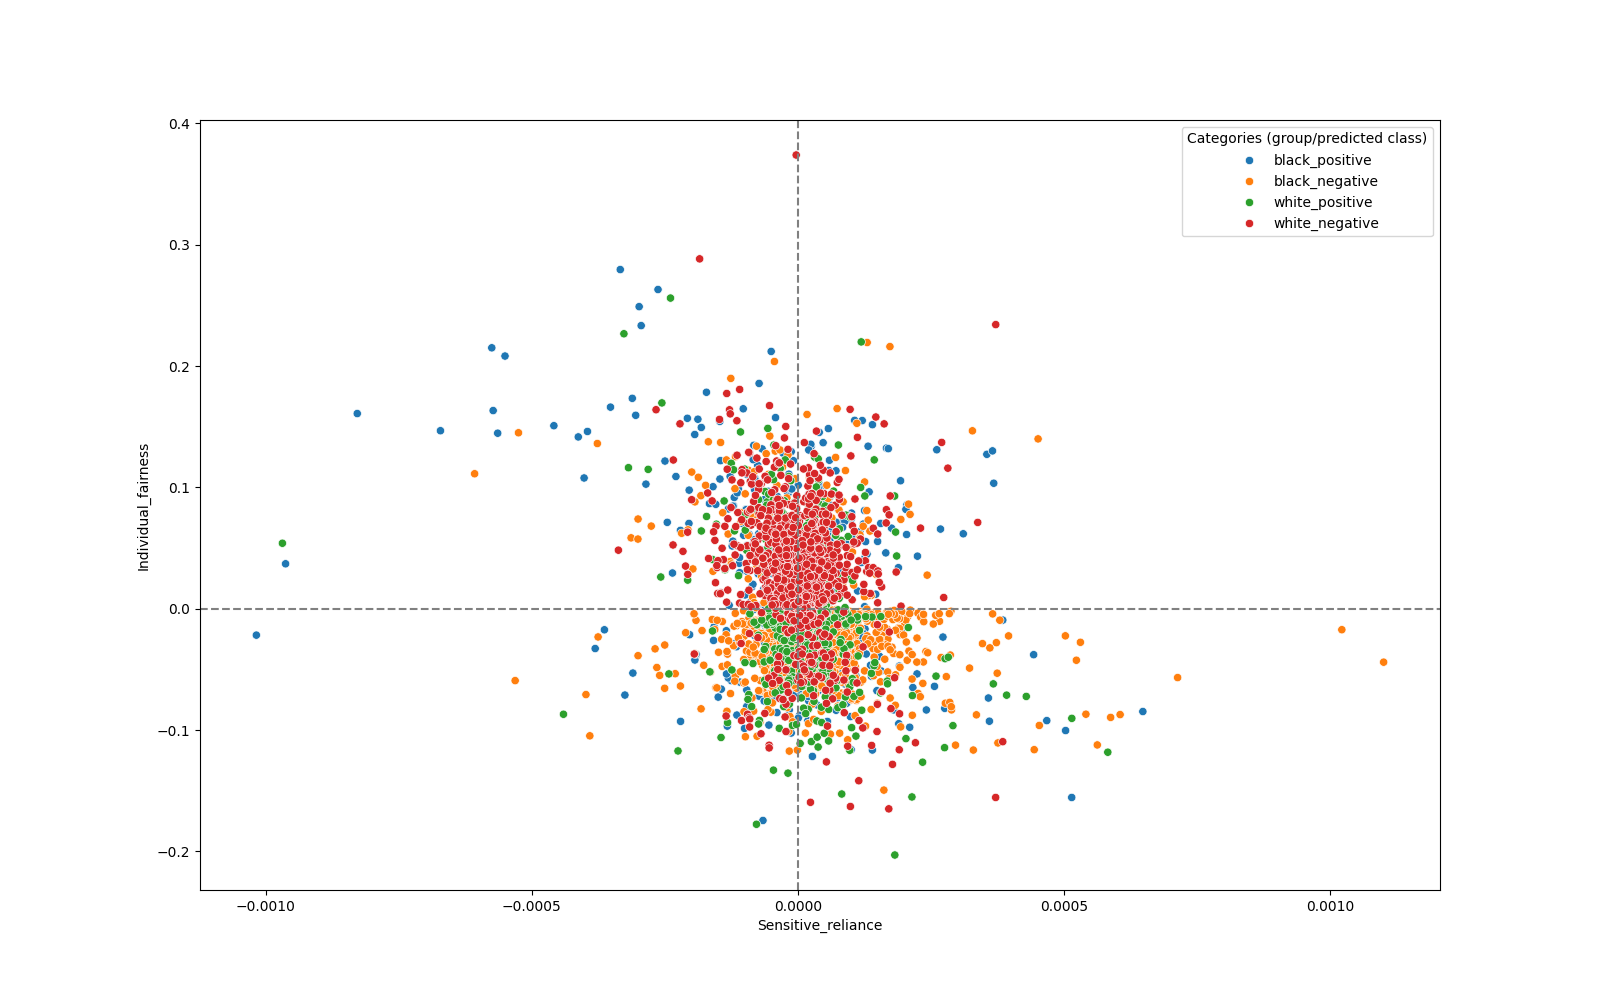 0.4
0.3
0.2
0.1
0.0
−0.1
−0.2
Individual_fairness
Categories (group/predicted class)
black_positive
black_negative
white_positive
white_negative
−0.0010
−0.0005
0.0000
0.0005
0.0010
Sensitive_reliance